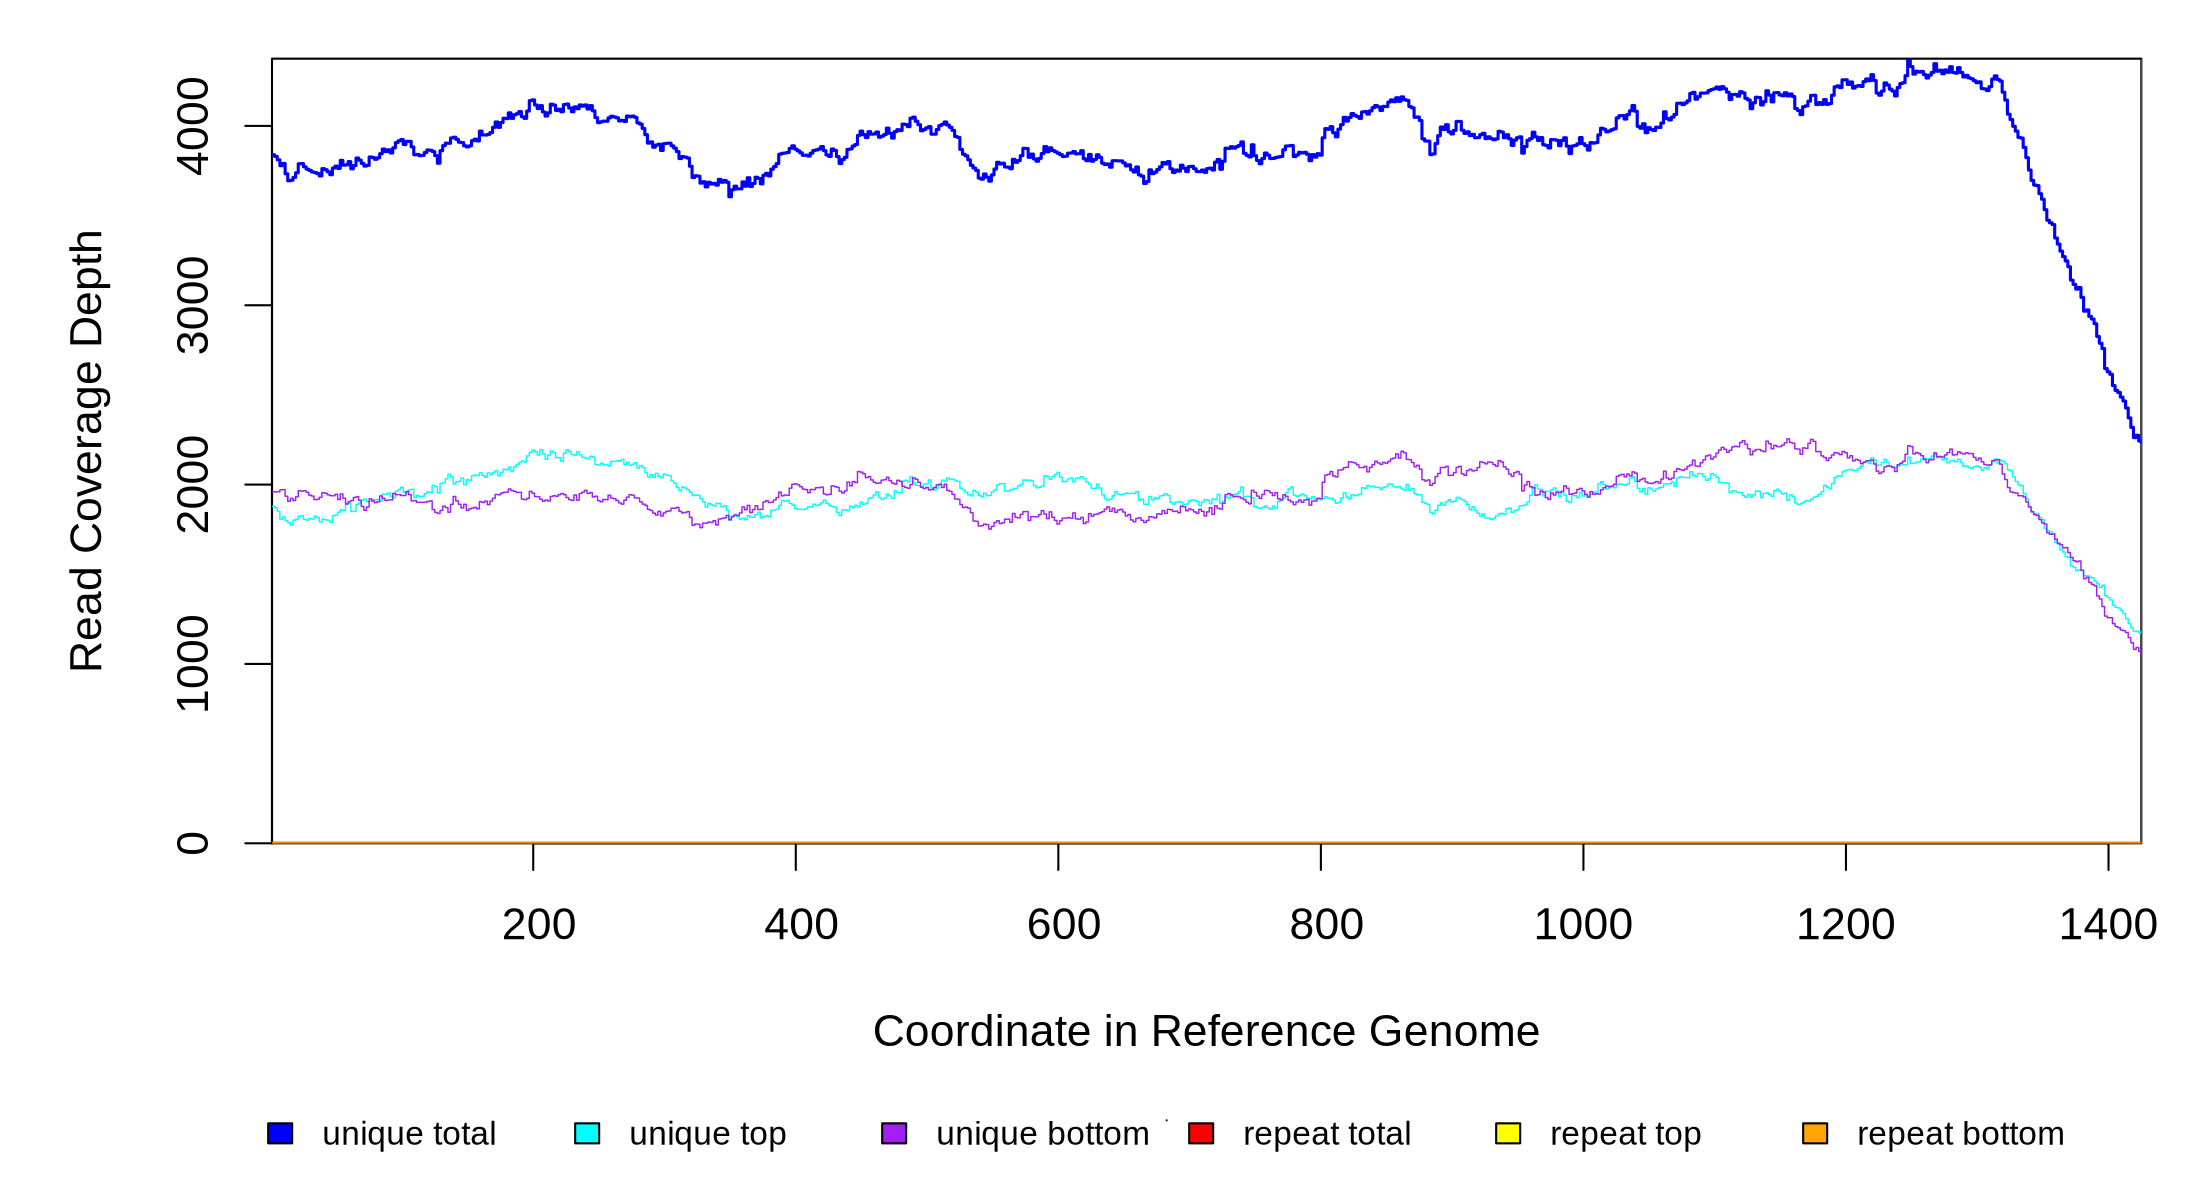 Read Coverage Depth
4000
3000
2000
1000
0
200 400 600 800 1000 1200 1400
Coordinate in Reference Genome
unique total unique top unique bottom repeat total repeat top repeat bottom